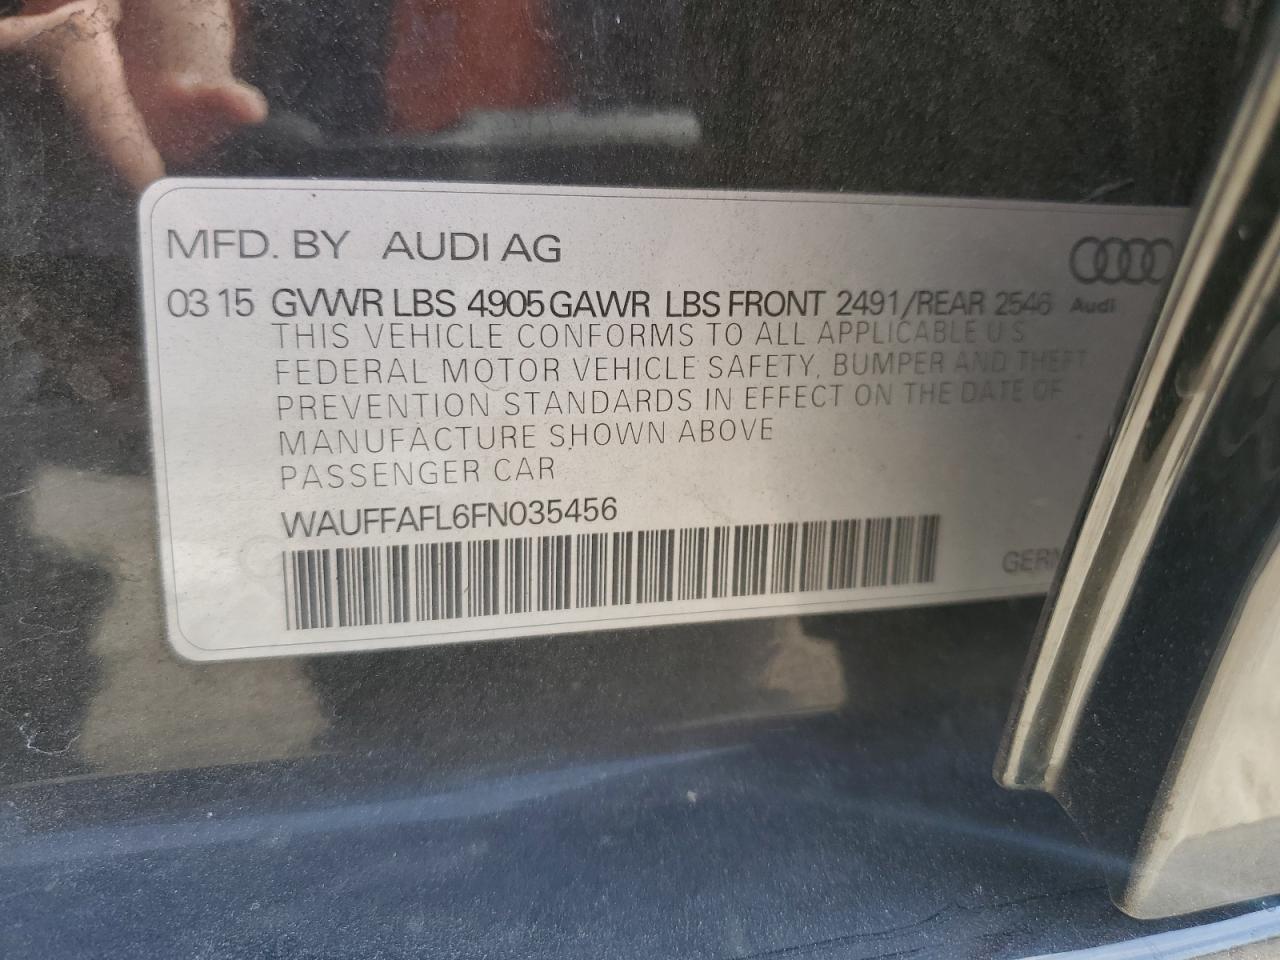 MFD. BY AUDI AG
03 15 GVWR LBS 4905 GAWR LBS FRONT 2491/REAR 2546 Audi
THIS VEHICLE CONFORMS TO ALL APPLICABLE U S
FEDERAL MOTOR VEHICLE SAFETY, BUMPER AND THEFT
PREVENTION STANDARDS IN EFFECT ON THE DATE OF
MANUFACTURE SHOWN ABOVE
PASSENGER CAR
WAUFFAFL6FN035456